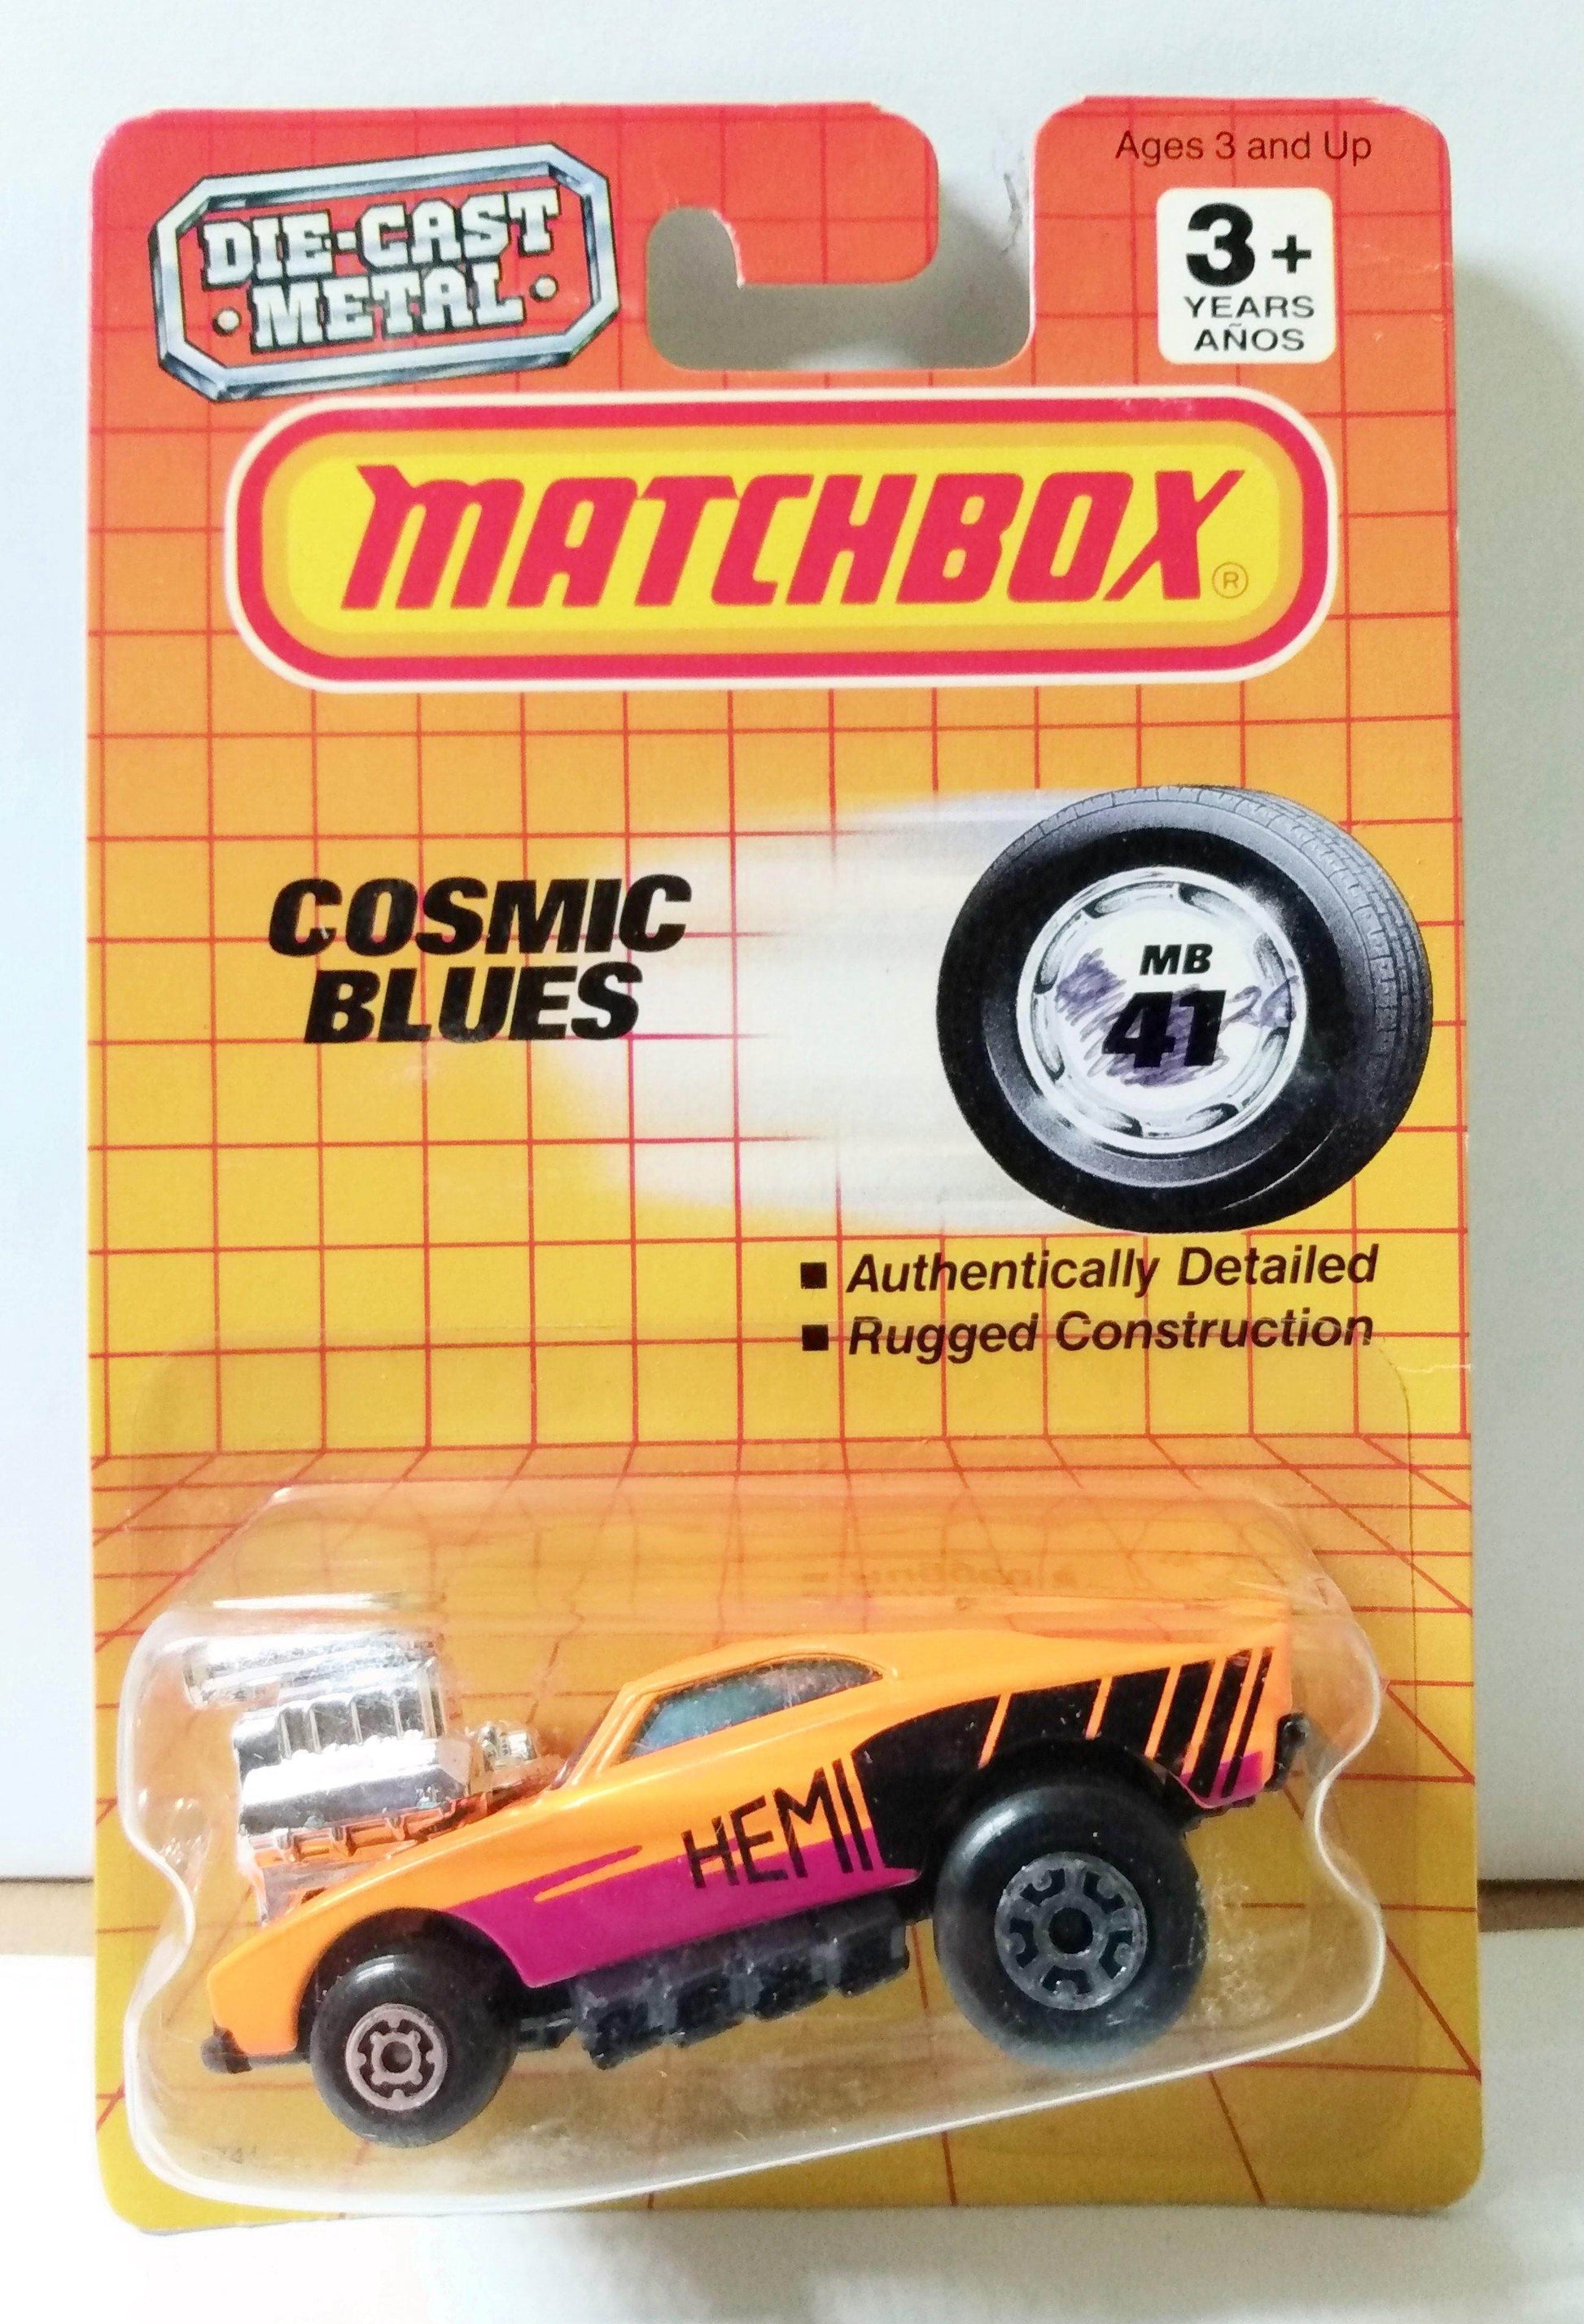 Ages 3 and Up
DIE-CAST
METAL
3+
YEARS
AÑOS
MATCHBOX®
COSMIC
BLUES
MB
41
■ Authentically Detailed
■ Rugged Construction
HEMI